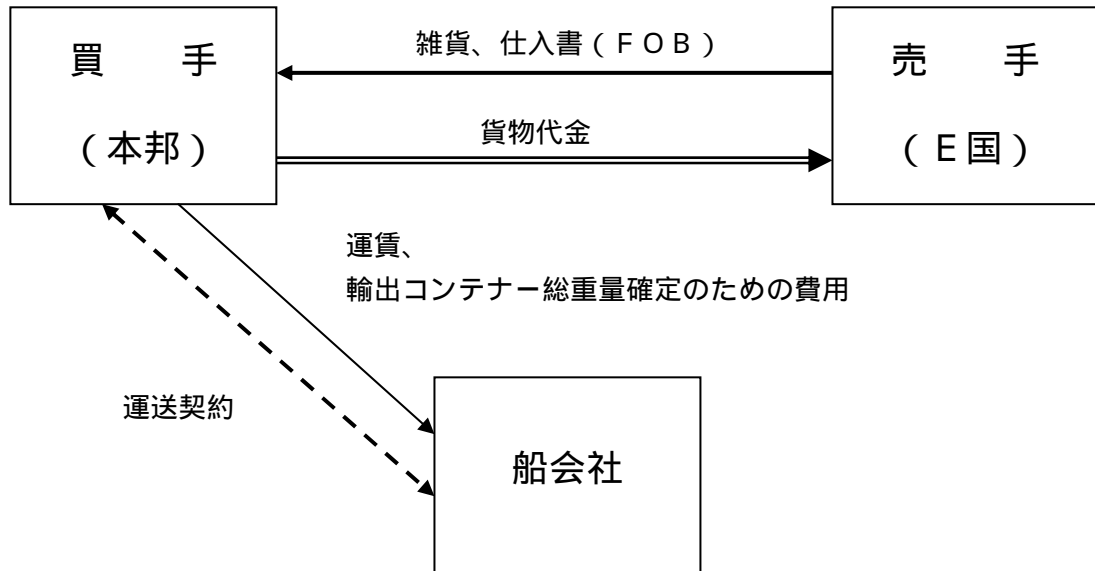 買　　手
（本邦）
雑貨、仕入書（ＦＯＢ）
貨物代金
売　　手
（Ｅ国）
運賃、
輸出コンテナー総重量確定のための費用
運送契約
船会社